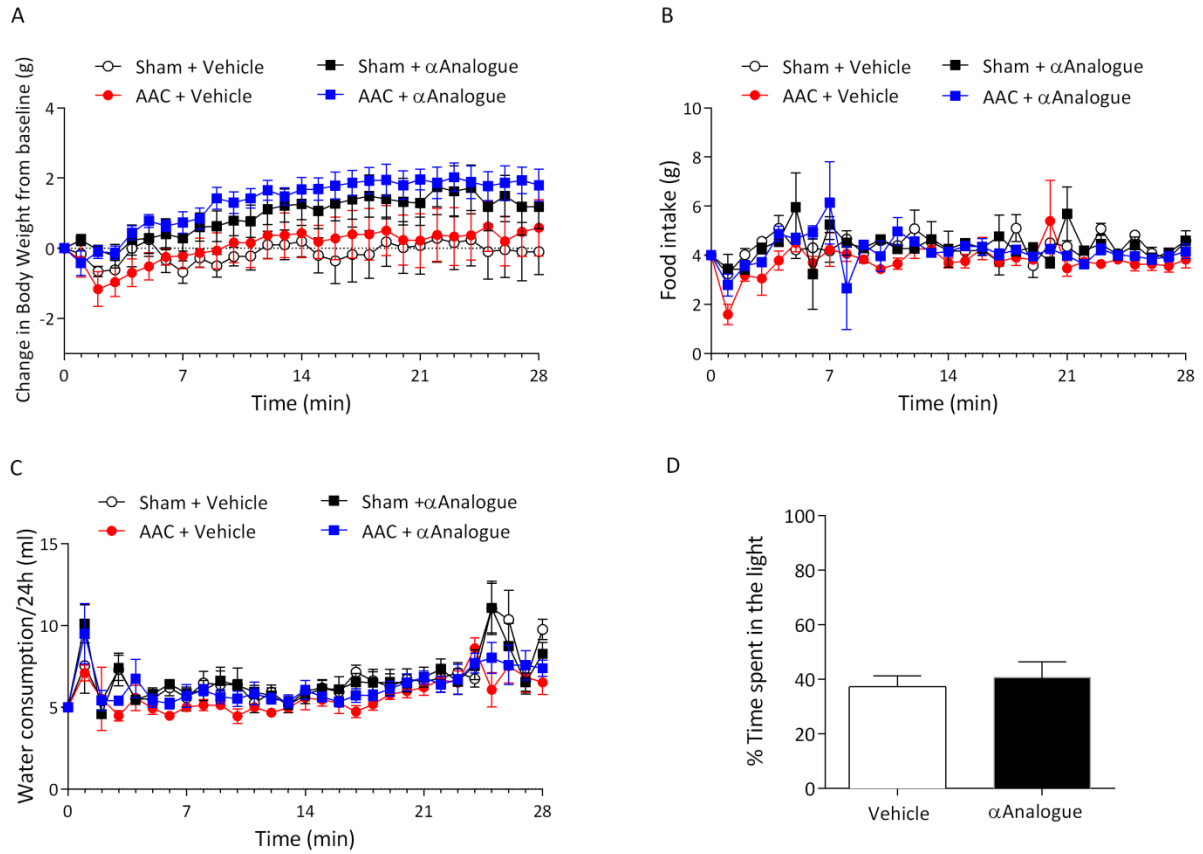 A
Sham + Vehicle
Sham + αAnalogue
AAC + Vehicle
AAC + αAnalogue
Change in Body Weight from baseline (g)
4
2
0
-2
0
7
14
21
28
Time (min)
B
Sham + Vehicle
Sham + αAnalogue
AAC + Vehicle
AAC + αAnalogue
Food intake (g)
10
8
6
4
2
0
0
7
14
21
28
Time (min)
C
Sham + Vehicle
Sham +αAnalogue
AAC + Vehicle
AAC + αAnalogue
Water consumption/24h (ml)
15
10
5
0
0
7
14
21
28
Time (min)
D
% Time spent in the light
100
80
60
40
20
0
Vehicle
αAnalogue